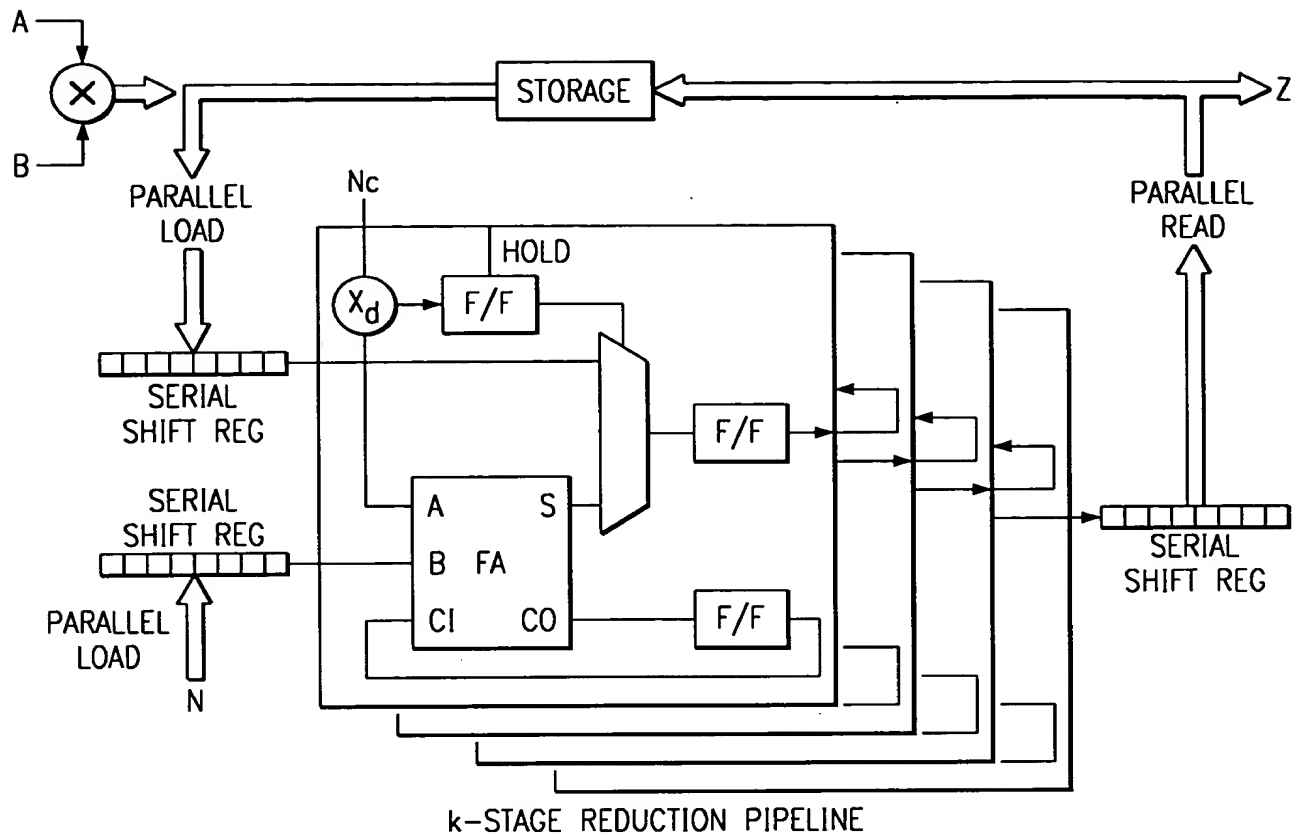 A
B
STORAGE
Z
PARALLEL
LOAD
PARALLEL
READ
Nc
HOLD
Xd
F/F
SERIAL
SHIFT REG
F/F
SERIAL
SHIFT REG
A
S
B
FA
CI
CO
F/F
SERIAL
SHIFT REG
PARALLEL
LOAD
N
k-STAGE REDUCTION PIPELINE